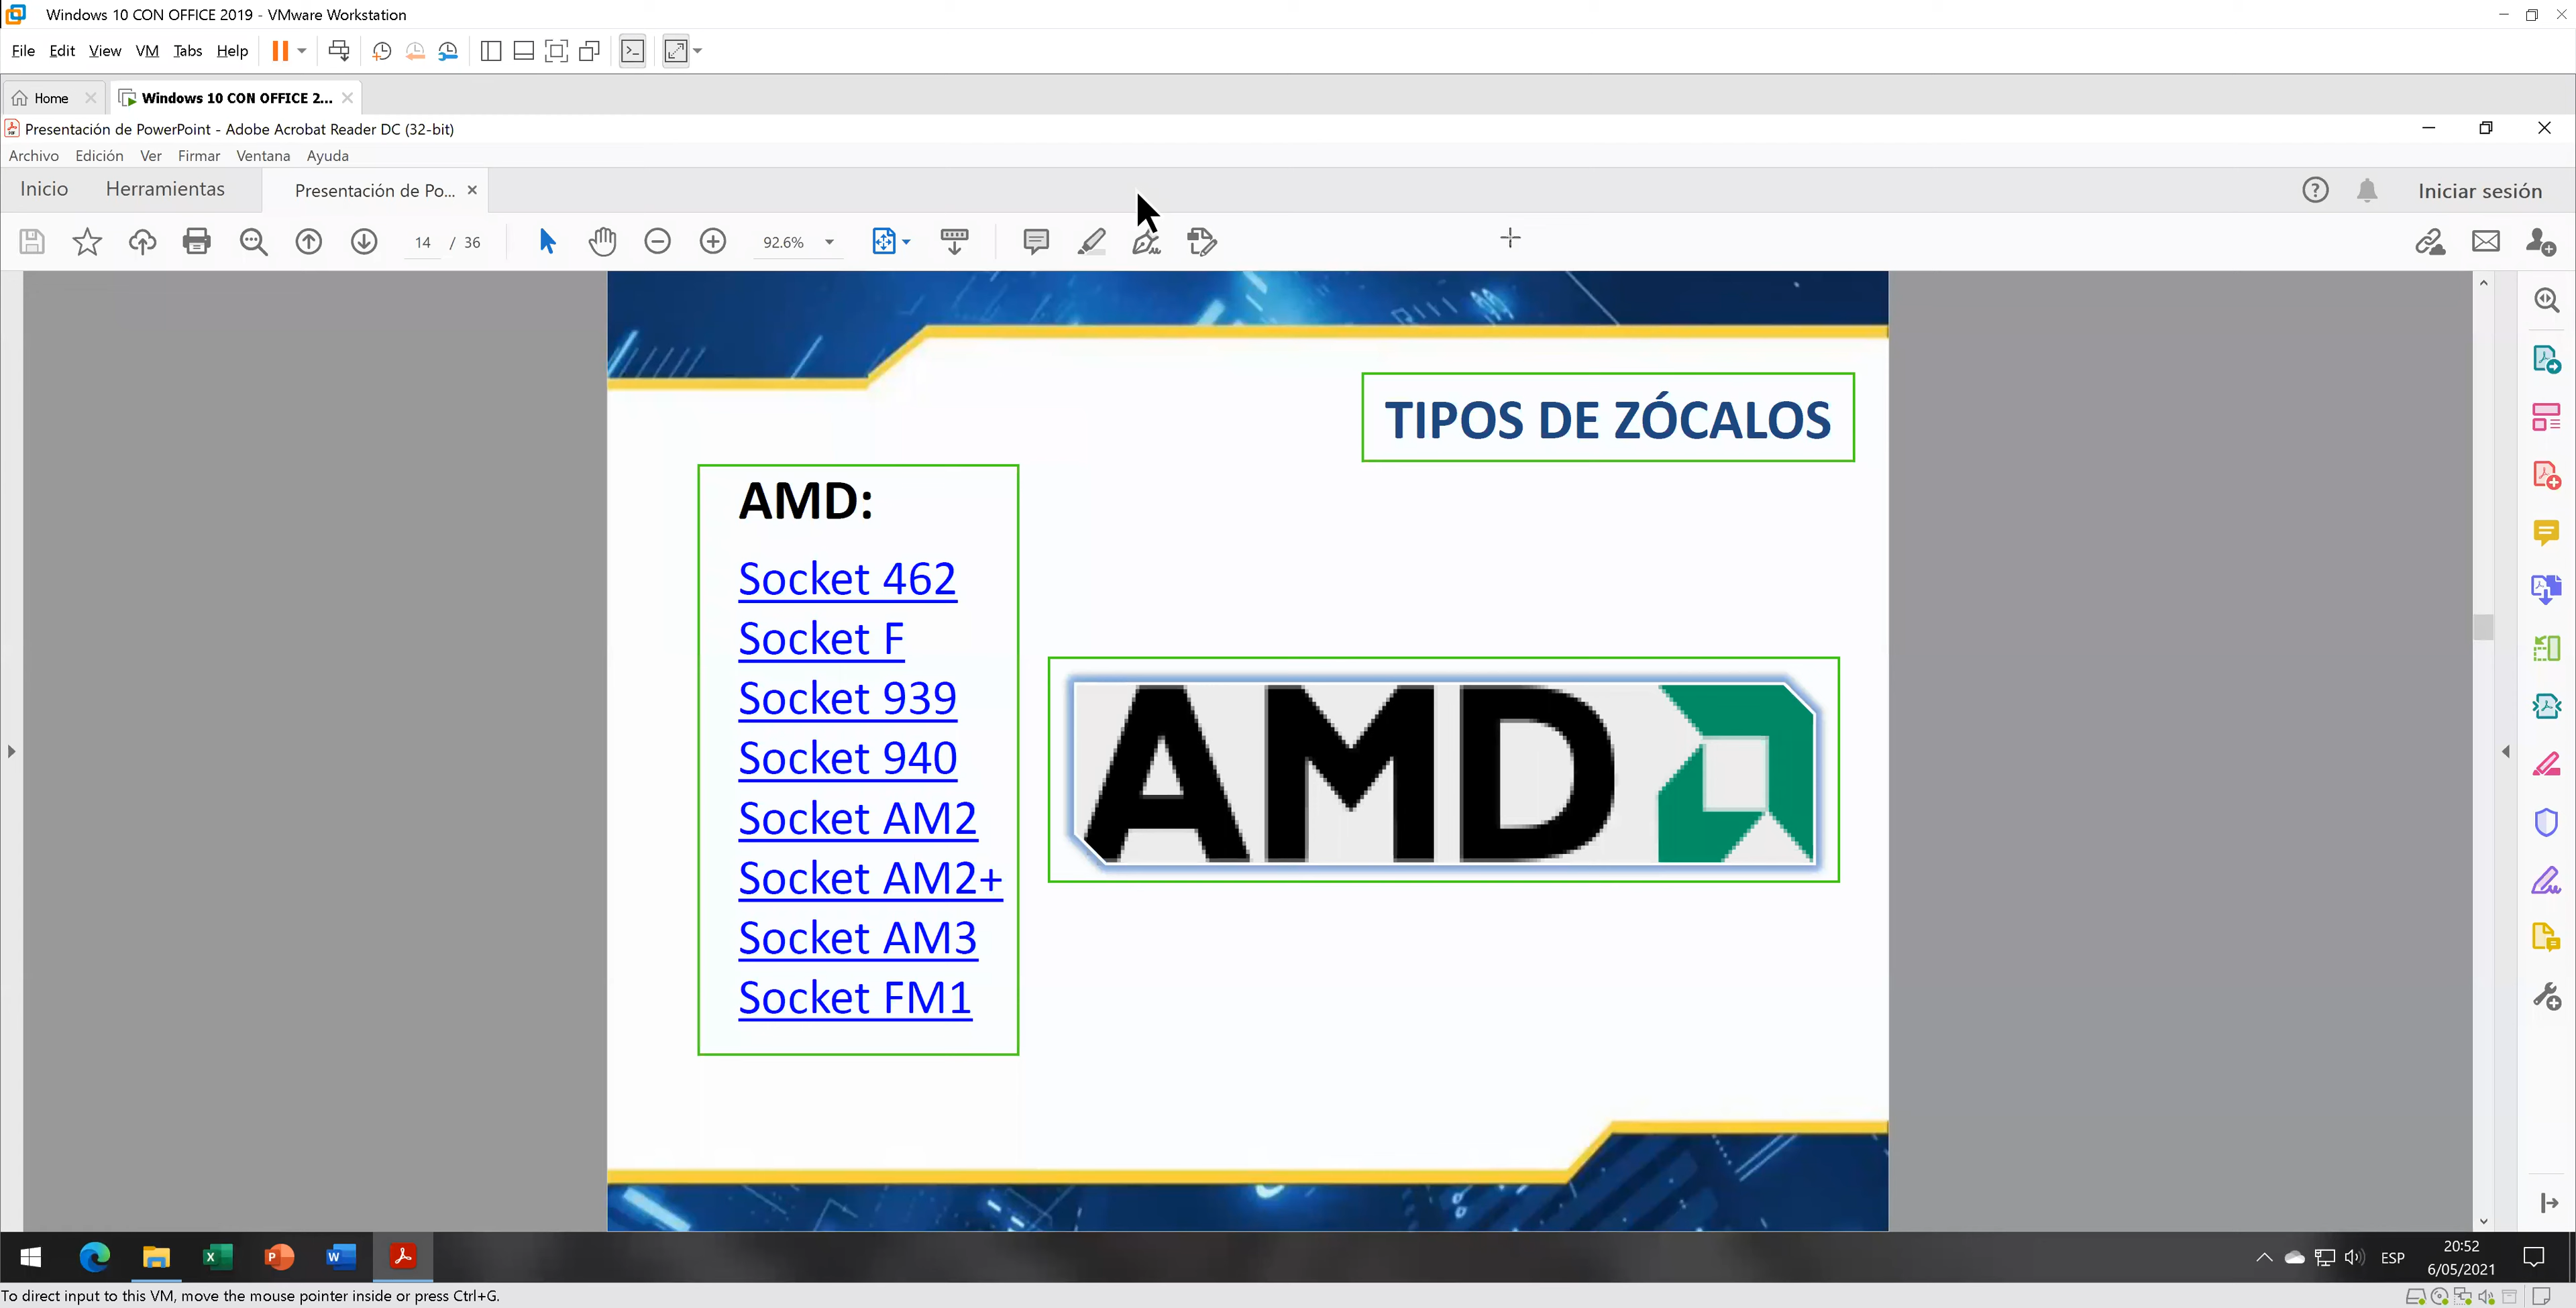 Windows 10 CON OFFICE 2019 - VMware Workstation
File Edit View VM Tabs Help
Home Windows 10 CON OFFICE 2...
Presentación de PowerPoint - Adobe Acrobat Reader DC (32-bit)
Archivo Edición Ver Firmar Ventana Ayuda
Inicio Herramientas Presentación de Po... Iniciar sesión
14 / 36 92.6%
TIPOS DE ZÓCALOS
AMD:
Socket 462
Socket F
Socket 939
Socket 940
Socket AM2
Socket AM2+
Socket AM3
Socket FM1
AMD
ESP
20:52
6/05/2021
To direct input to this VM, move the mouse pointer inside or press Ctrl+G.